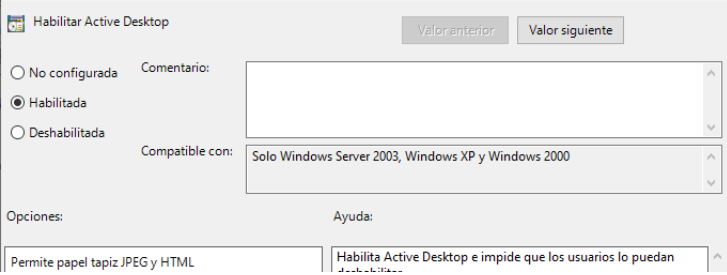 Habilitar Active Desktop
Valor anterior
Valor siguiente
No configurada
Comentario:
Habilitada
Deshabilitada
Compatible con:
Solo Windows Server 2003, Windows XP y Windows 2000
Opciones:
Ayuda:
Permite papel tapiz JPEG y HTML
Habilita Active Desktop e impide que los usuarios lo puedan
deshabilitar